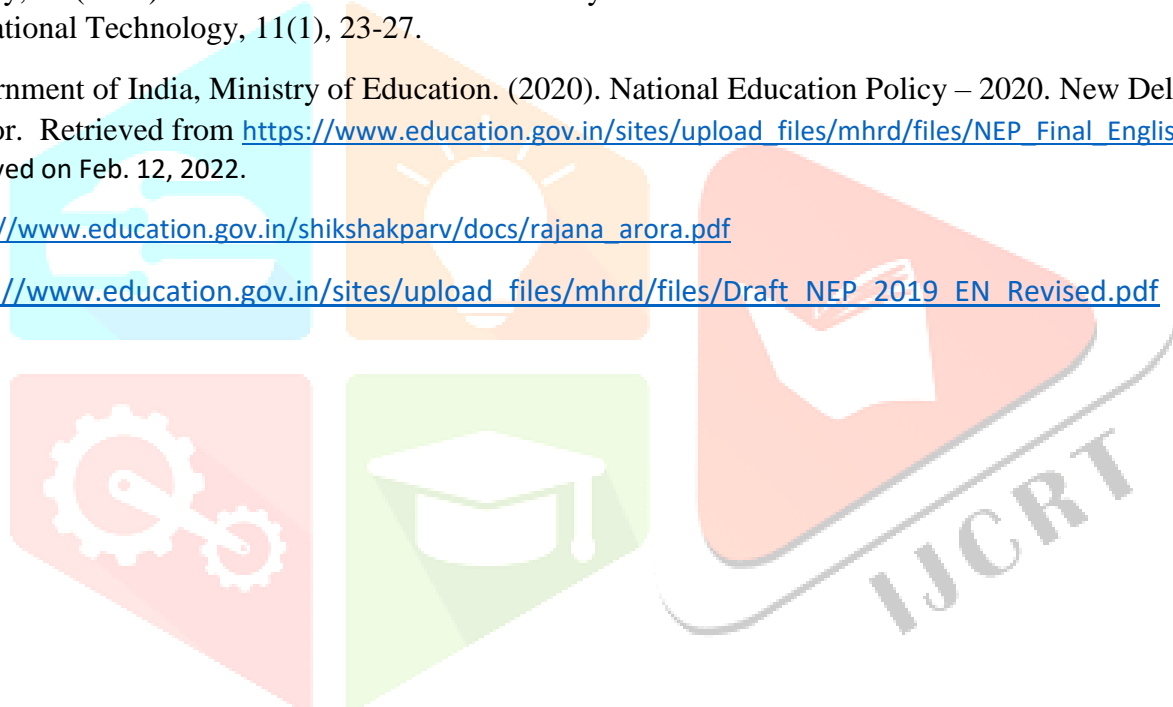 ational Technology, 11(1), 23-27.
rnment of India, Ministry of Education. (2020). National Education Policy – 2020. New Del
or. Retrieved from https://www.education.gov.in/sites/upload_files/mhrd/files/NEP_Final_Englis
ved on Feb. 12, 2022.
//www.education.gov.in/shikshakparv/docs/rajana_arora.pdf
://www.education.gov.in/sites/upload_files/mhrd/files/Draft_NEP_2019_EN_Revised.pdf
IJCRT